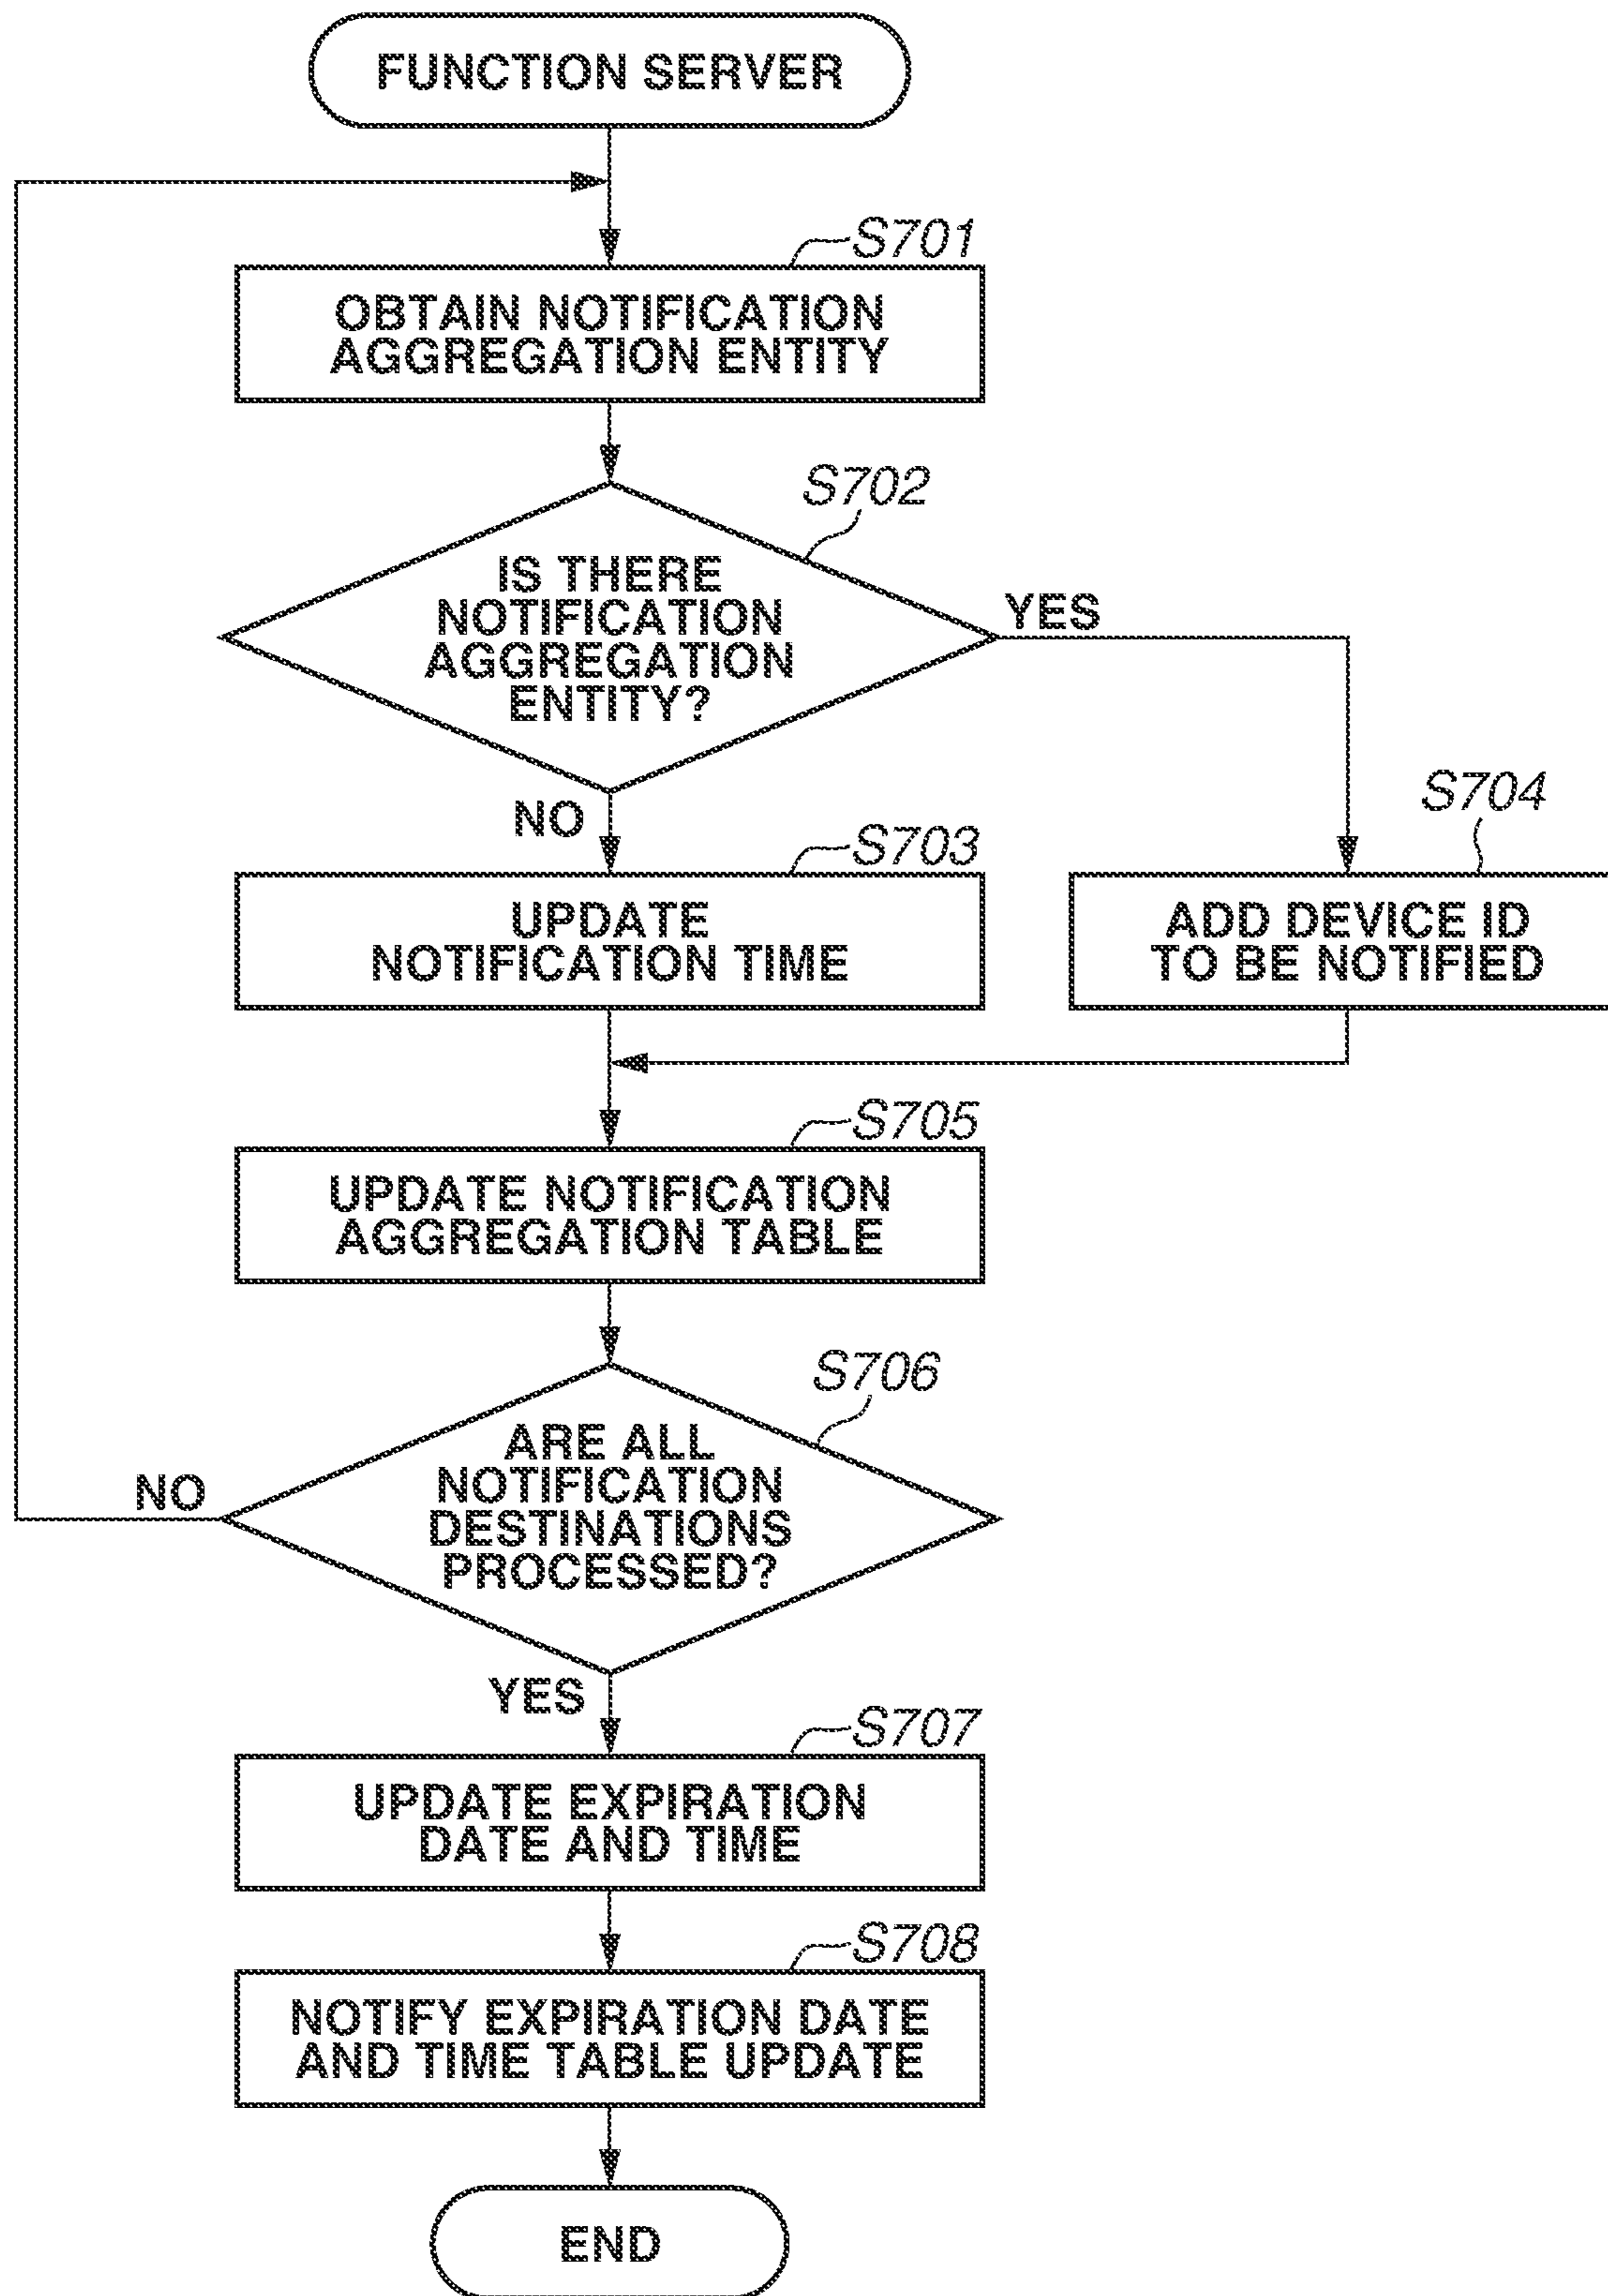 FUNCTION SERVER
S701
OBTAIN NOTIFICATION
AGGREGATION ENTITY
S702
IS THERE
NOTIFICATION
AGGREGATION
ENTITY?
YES
NO
S703
UPDATE
NOTIFICATION TIME
S704
ADD DEVICE ID
TO BE NOTIFIED
S705
UPDATE NOTIFICATION
AGGREGATION TABLE
S706
ARE ALL
NOTIFICATION
DESTINATIONS
PROCESSED?
NO
YES
S707
UPDATE EXPIRATION
DATE AND TIME
S708
NOTIFY EXPIRATION DATE
AND TIME TABLE UPDATE
END